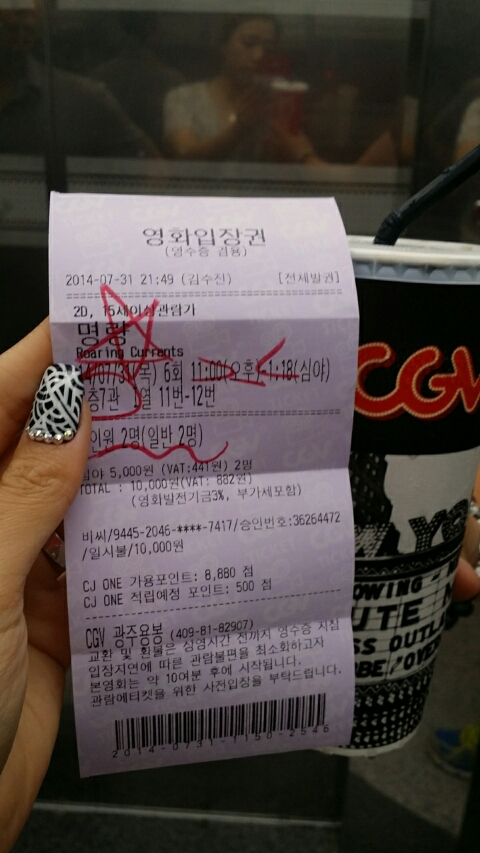 영화입장권
(영수증 겸용)
2014-07-31 21:49 (김수진) [전세발권]
2D, 15세이상관람가
명량
Roaring Currents
/07/31(목) 6회 11:00(오후)-1:18(심야)
층7관 열 11번-12번
인원 2명(일반 2명)
심야 5,000원 (VAT:441원) 2명
TOTAL : 10,000원(VAT: 882원)
(영화발전기금3%, 부가세포함)
비씨/9445-2046-****-7417/승인번호:36264472
/일시불/10,000원
CJ ONE 가용포인트: 8,880 점
CJ ONE 적립예정 포인트: 500 점
CGV 광주용봉 (409-81-82907)
교환 및 환불은 상영시간 전까지 영수증 지참
입장지연에 따른 관람불편을 최소화하고자
본영화는 약 10여분 후에 시작됩니다.
관람에티켓을 위한 사전입장을 부탁드립니다.
2014-0731-1150-2546
CGV
OWING
UTE
SS OUTL
OBE/OVE